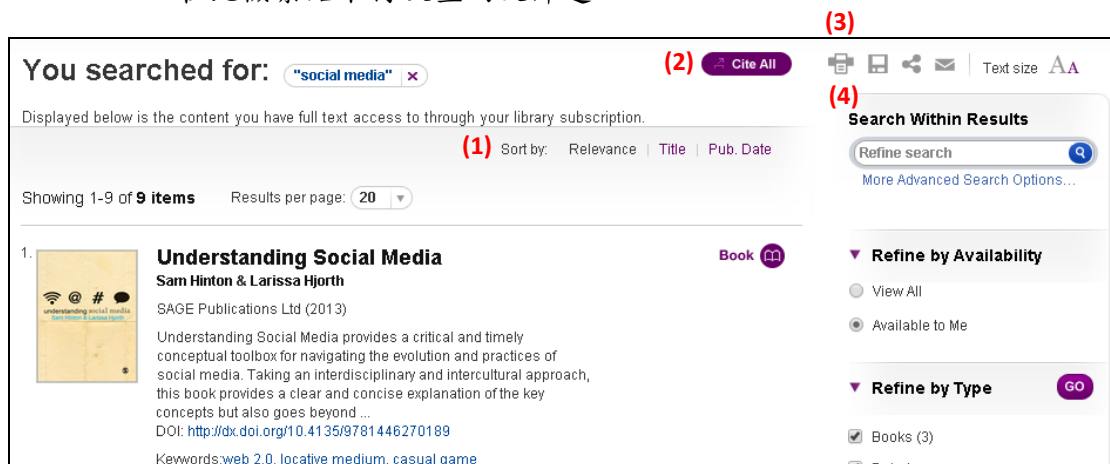 (3)
You searched for: "social media" x
(2) Cite All
Text size AA
(4)
Displayed below is the content you have full text access to through your library subscription.
Search Within Results
(1) Sort by: Relevance | Title | Pub. Date
Refine search
More Advanced Search Options...
Showing 1-9 of 9 items Results per page: 20
1.
Understanding Social Media
Book
Sam Hinton & Larissa Hjorth
SAGE Publications Ltd (2013)
understanding social media
Sam Hinton & Larissa Hjorth
Understanding Social Media provides a critical and timely
conceptual toolbox for navigating the evolution and practices of
social media. Taking an interdisciplinary and intercultural approach,
this book provides a clear and concise explanation of the key
concepts but also goes beyond ...
DOI: http://dx.doi.org/10.4135/9781446270189
Keywords:web 2.0, locative medium, casual game
Refine by Availability
View All
Available to Me
Refine by Type GO
Books (3)